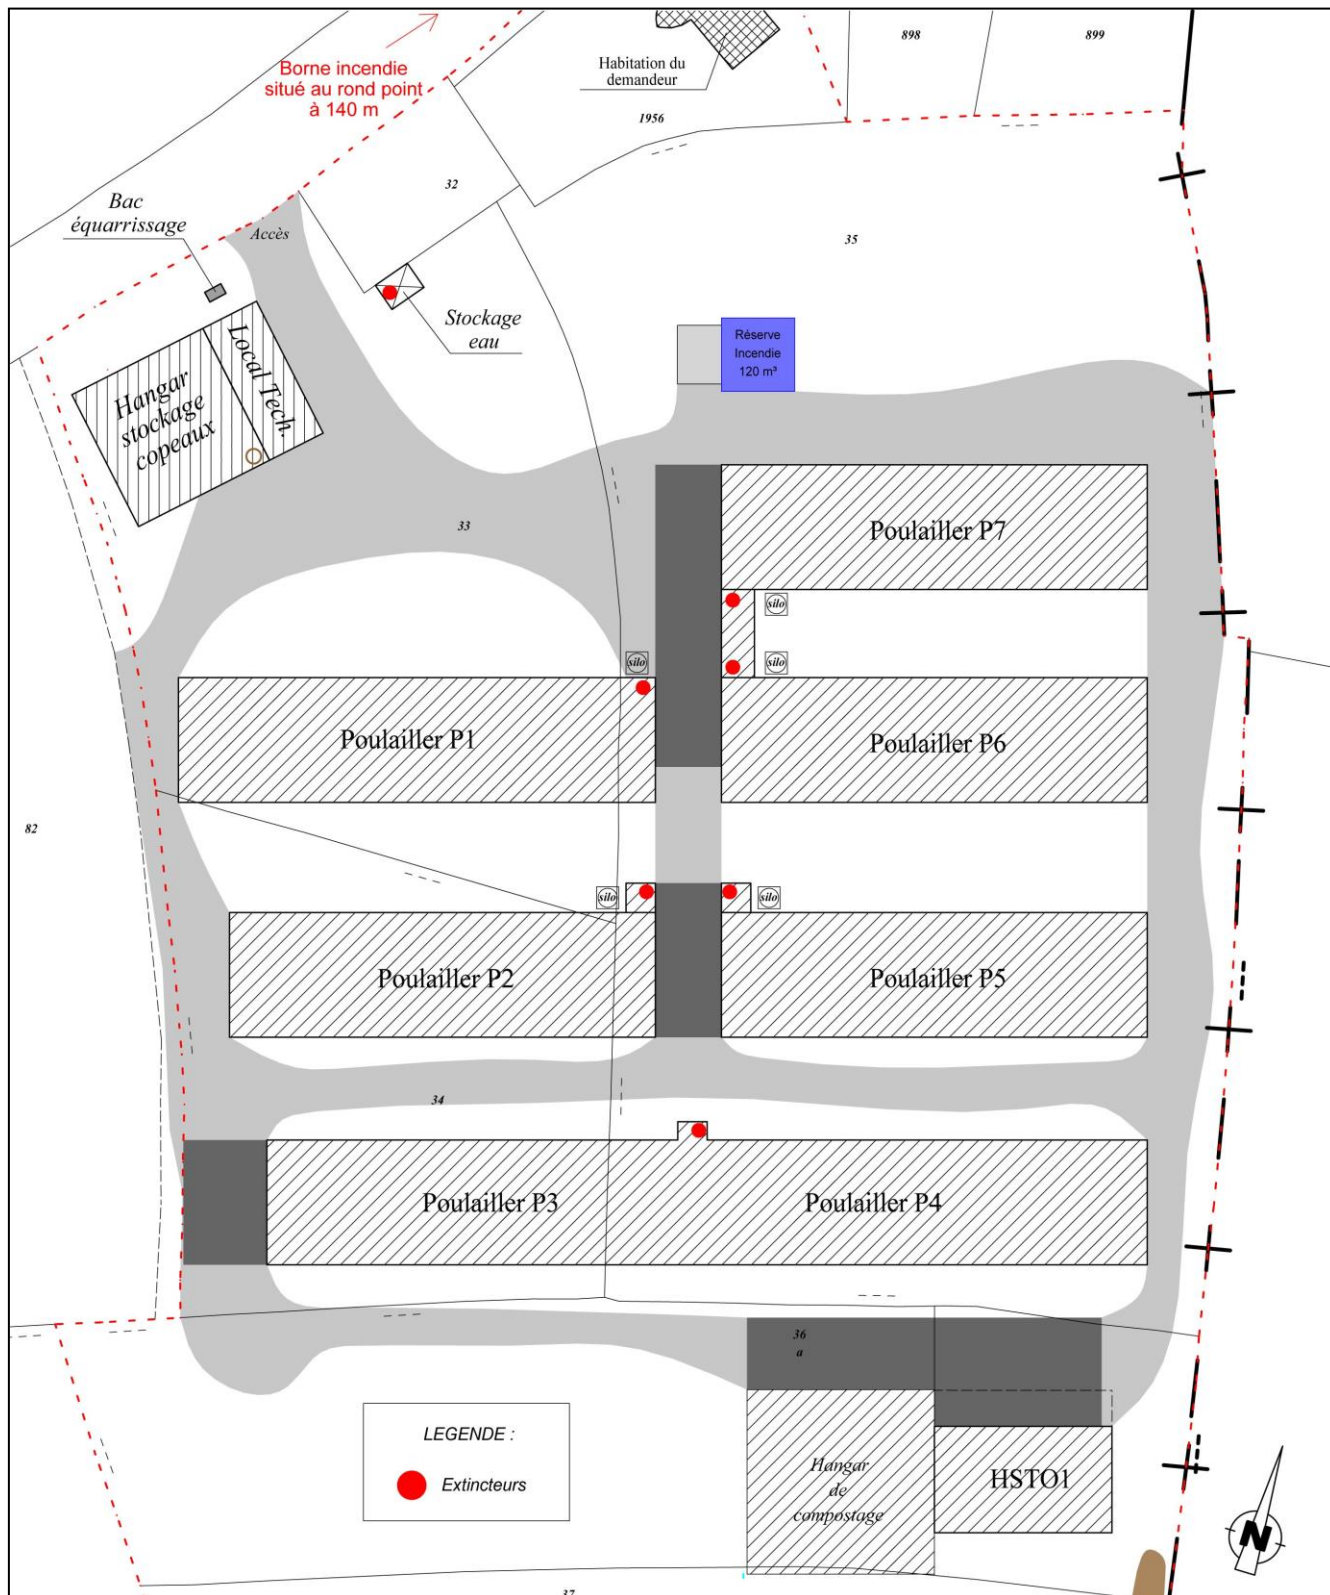 898
899
Borne incendie
situé au rond point
à 140 m
Habitation du
demandeur
1956
32
Bac
équarrissage
Accès
35
Stockage
eau
Réserve
Incendie
120 m³
Hangar
stockage
copeaux
Local Tech.
33
Poulailler P7
silo
silo
silo
Poulailler P1
Poulailler P6
82
silo
silo
Poulailler P2
Poulailler P5
34
Poulailler P3
Poulailler P4
36
a
LEGENDE :
Extincteurs
Hangar
de
compostage
HSTO1
N
37